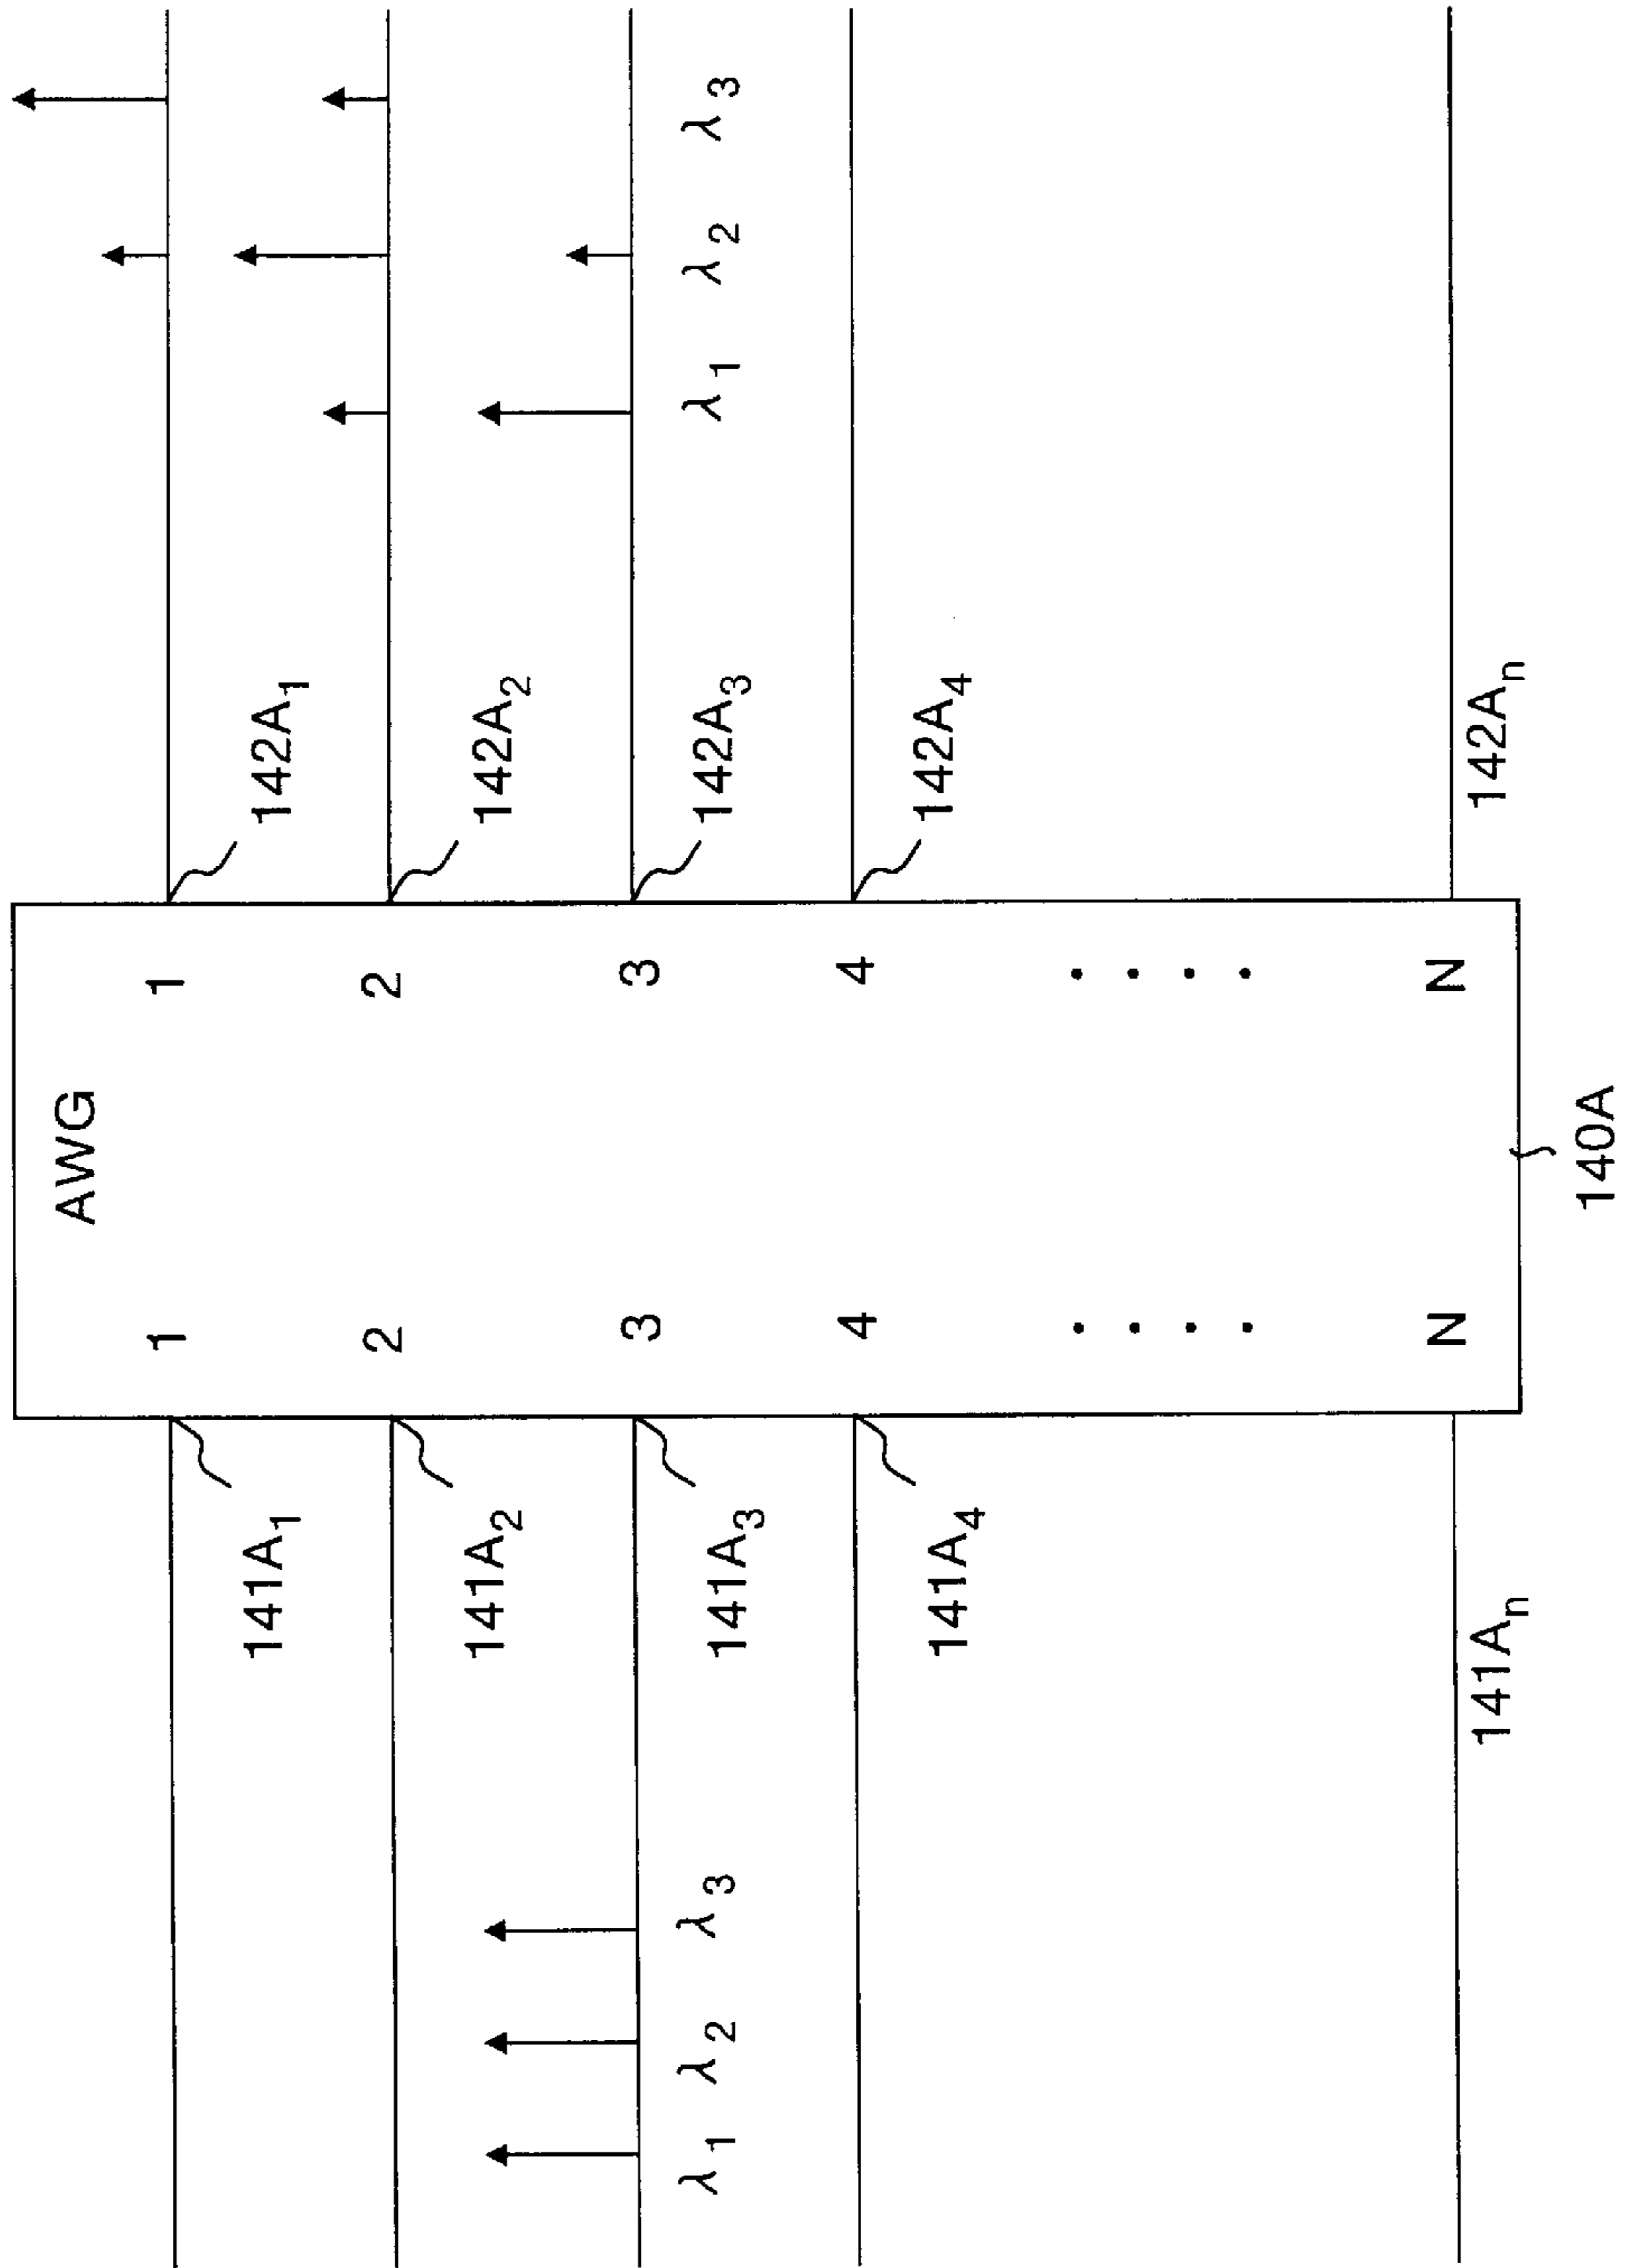 AWG
1 1
2 2
3 3
4 4
. . . . . . . .
N N
141A1
141A2
141A3
141A4
141An
142A1
142A2
142A3
142A4
142An
λ1 λ2 λ3
λ1 λ2 λ3
140A